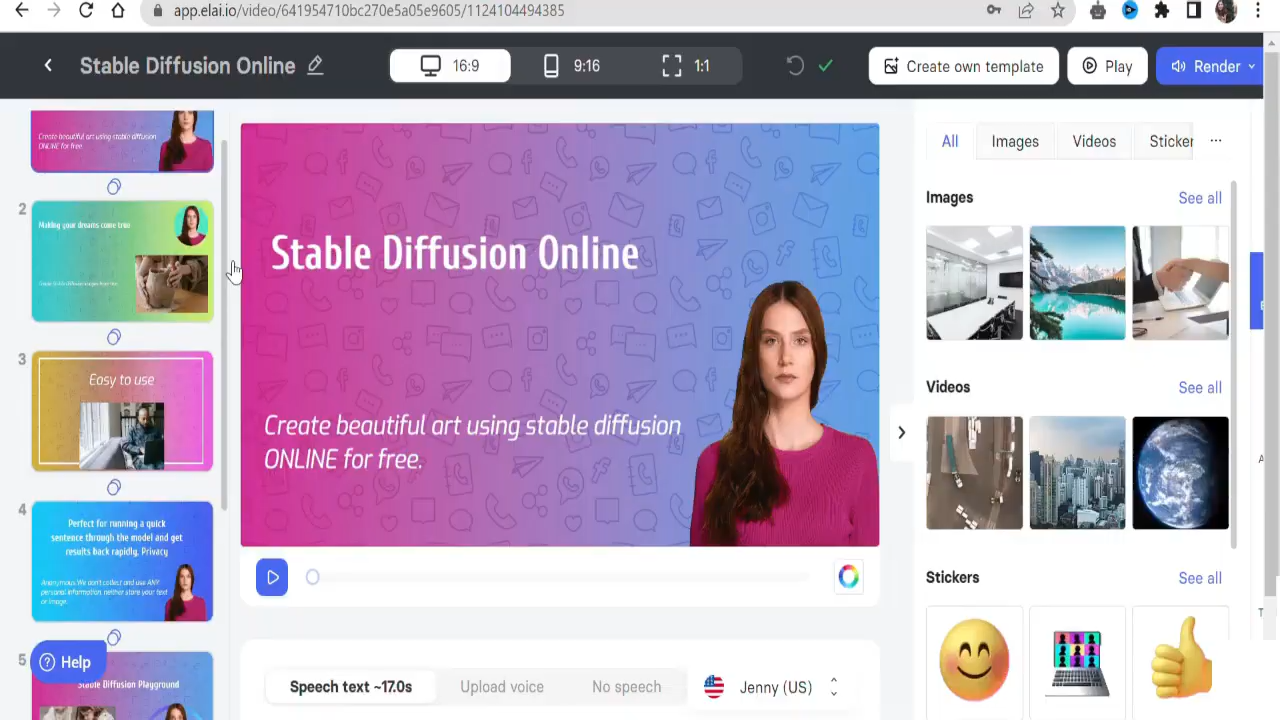 app.elai.io/video/641954710bc270e5a05e9605/1124104494385
Stable Diffusion Online
16:9
9:16
1:1
Create own template
Play
Render
Create beautiful art using stable diffusion
ONLINE for free.
2
Making your dreams come true
3
Easy to use
4
Perfect for running a quick
sentence through the model and get
results back rapidly. Privacy
Anonymous: We don't collect and use ANY
personal information, neither store your text
or image.
5
Stable Diffusion Playground
Help
Stable Diffusion Online
Create beautiful art using stable diffusion
ONLINE for free.
Speech text ~17.0s
Upload voice
No speech
Jenny (US)
All
Images
Videos
Sticker
Images
See all
Videos
See all
Stickers
See all